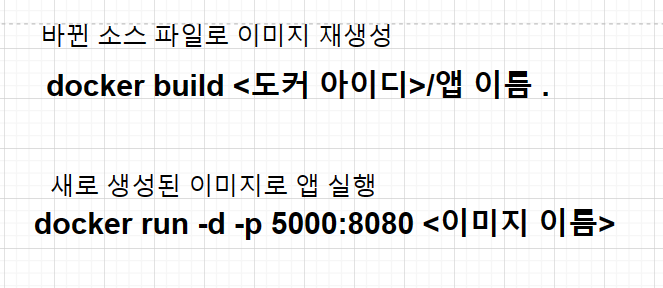 바뀐 소스 파일로 이미지 재생성
docker build <도커 아이디>/앱 이름 .
새로 생성된 이미지로 앱 실행
docker run -d -p 5000:8080 <이미지 이름>